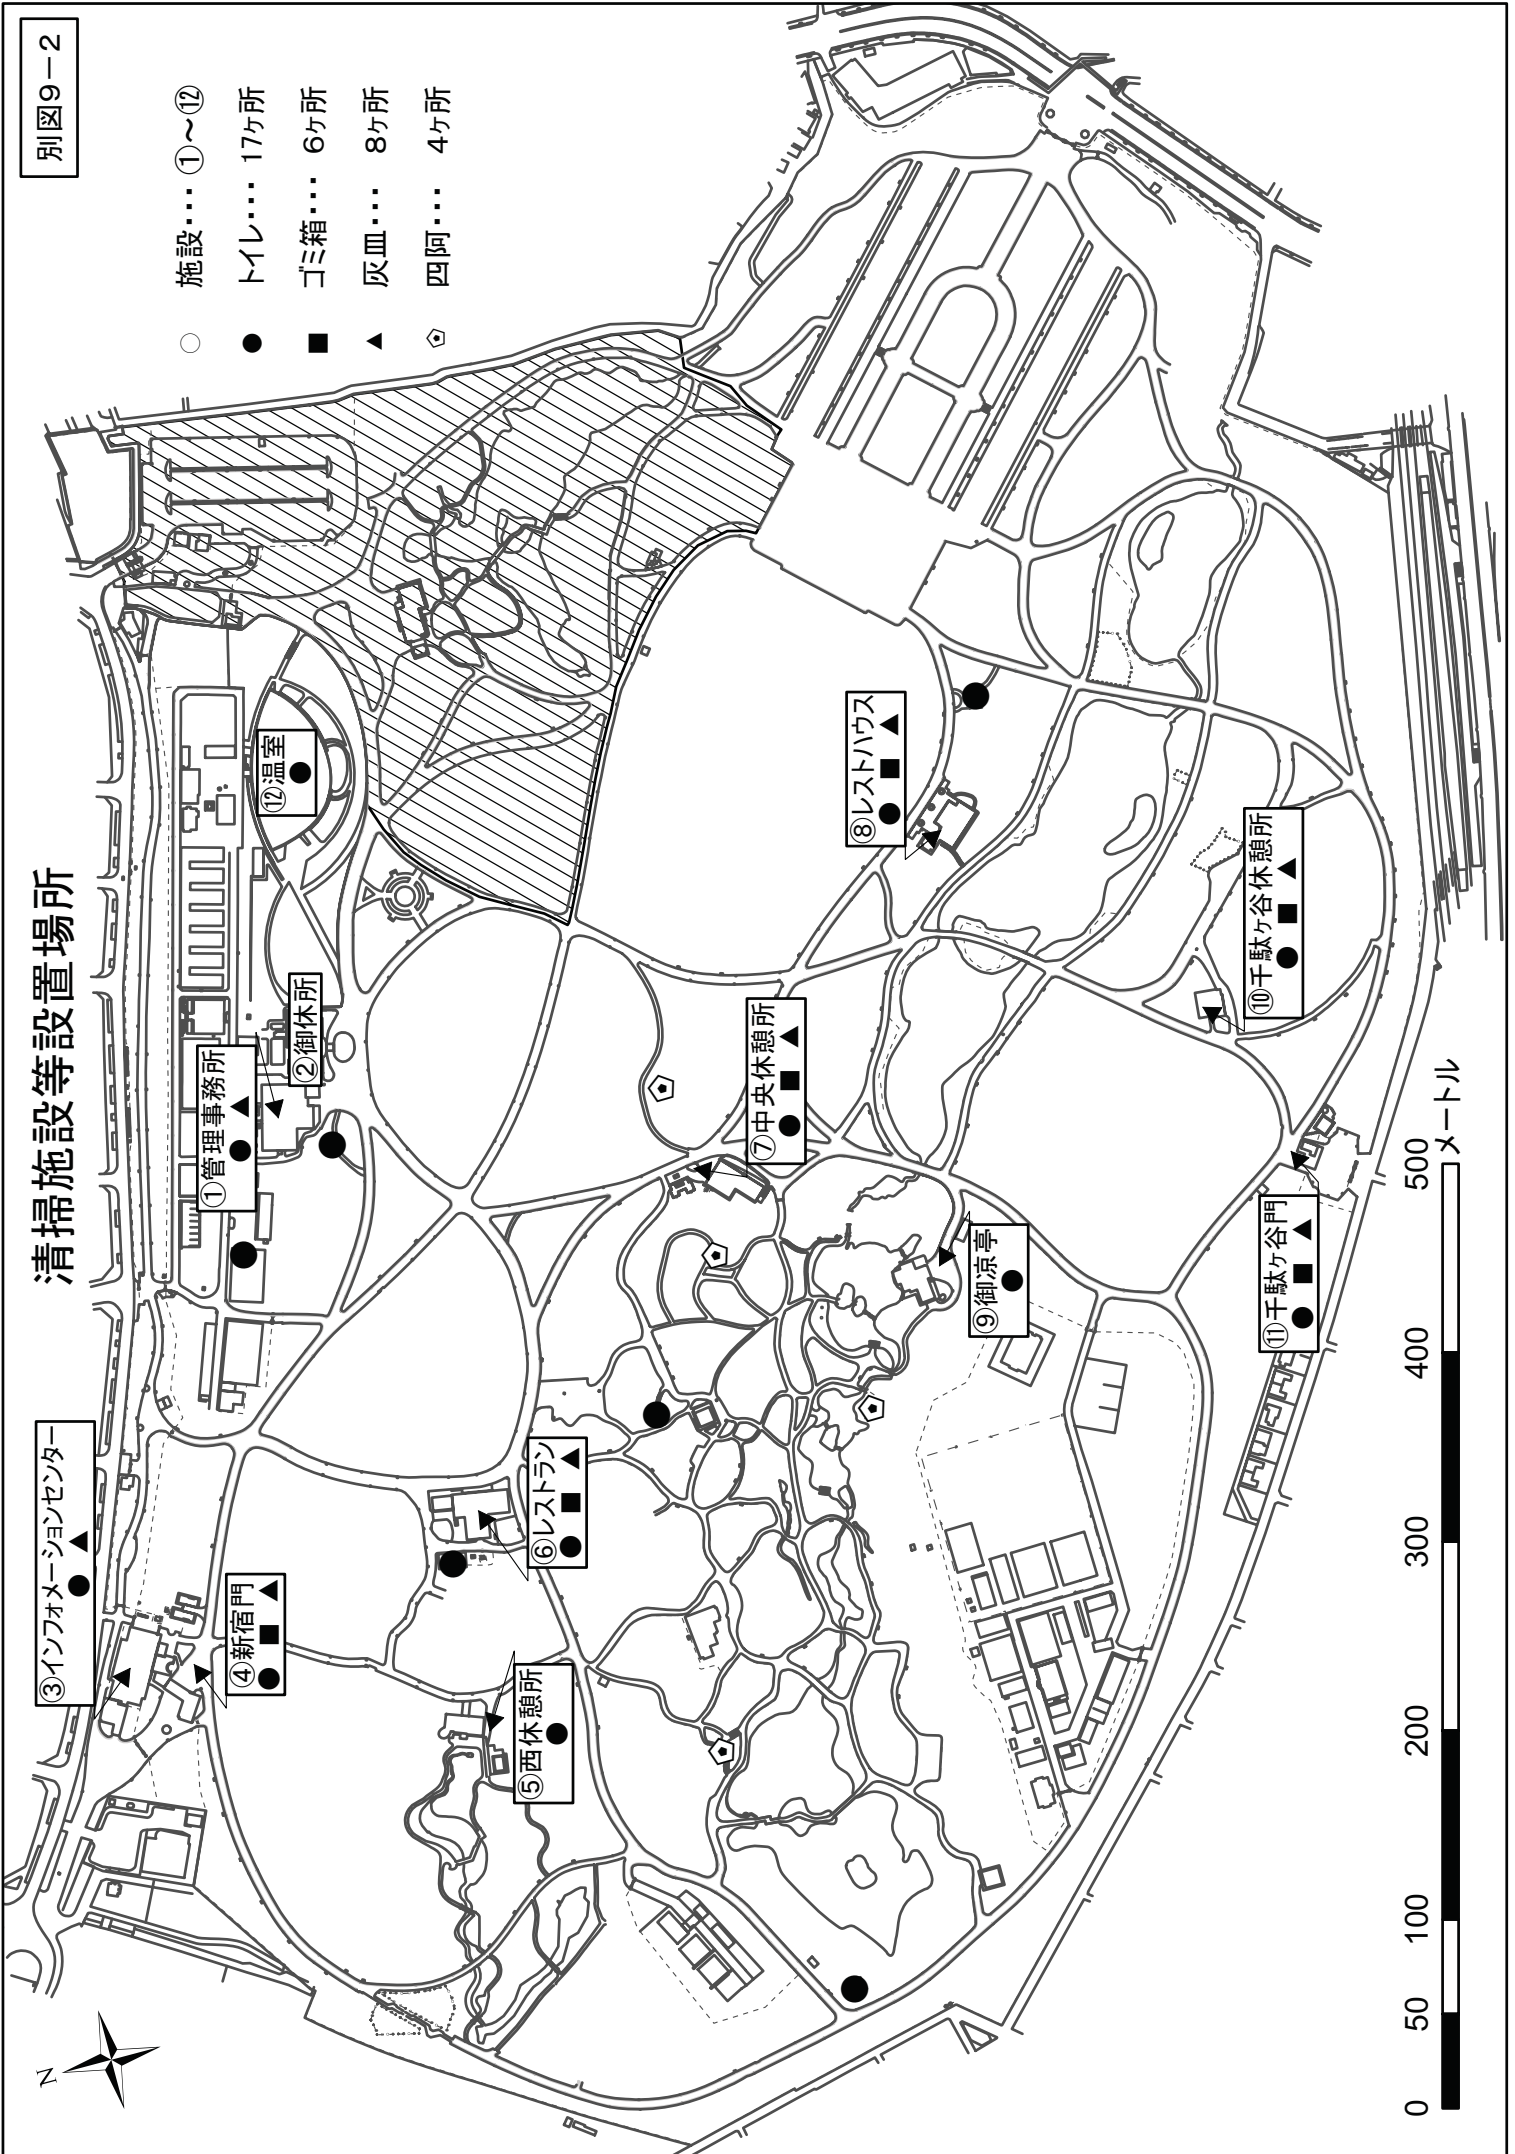 別図9−2
清掃施設等設置場所
○ 施設・・・①～⑫
● トイレ・・・17ヶ所
■ ゴミ箱・・・ 6ヶ所
▲ 灰皿・・・ 8ヶ所
四阿・・・ 4ヶ所
③インフォメーションセンター
● ▲
④新宿門
● ■ ▲
①管理事務所
● ▲
②御休所
⑫温室
●
⑤西休憩所
●
⑥レストラン
● ■ ▲
⑦中央休憩所
● ■ ▲
⑧レストハウス
● ■ ▲
⑨御凉亭
●
⑩千駄ヶ谷休憩所
● ■ ▲
⑪千駄ヶ谷門
● ■ ▲
N
0 50 100 200 300 400 500
メートル